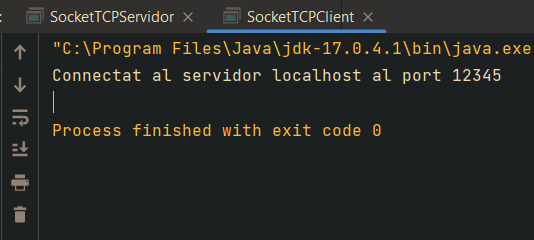 SocketTCPServidor × SocketTCPClient ×
"C:\Program Files\Java\jdk-17.0.4.1\bin\java.exe
Connectat al servidor localhost al port 12345
Process finished with exit code 0